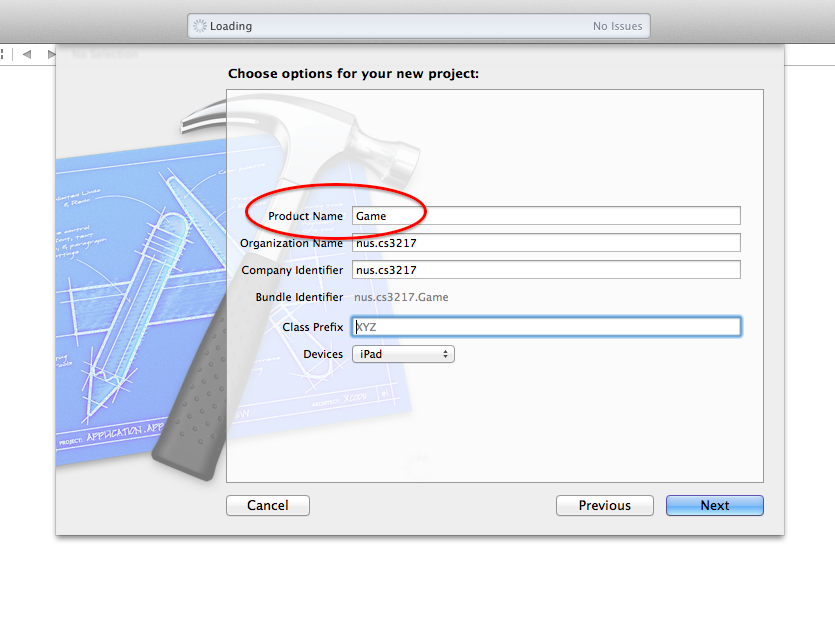 Loading No Issues
No Selection
Choose options for your new project:
Product Name Game
Organization Name nus.cs3217
Company Identifier nus.cs3217
Bundle Identifier nus.cs3217.Game
Class Prefix XYZ
Devices iPad
PROJECT: APPLICATION.APP
Cancel Previous Next